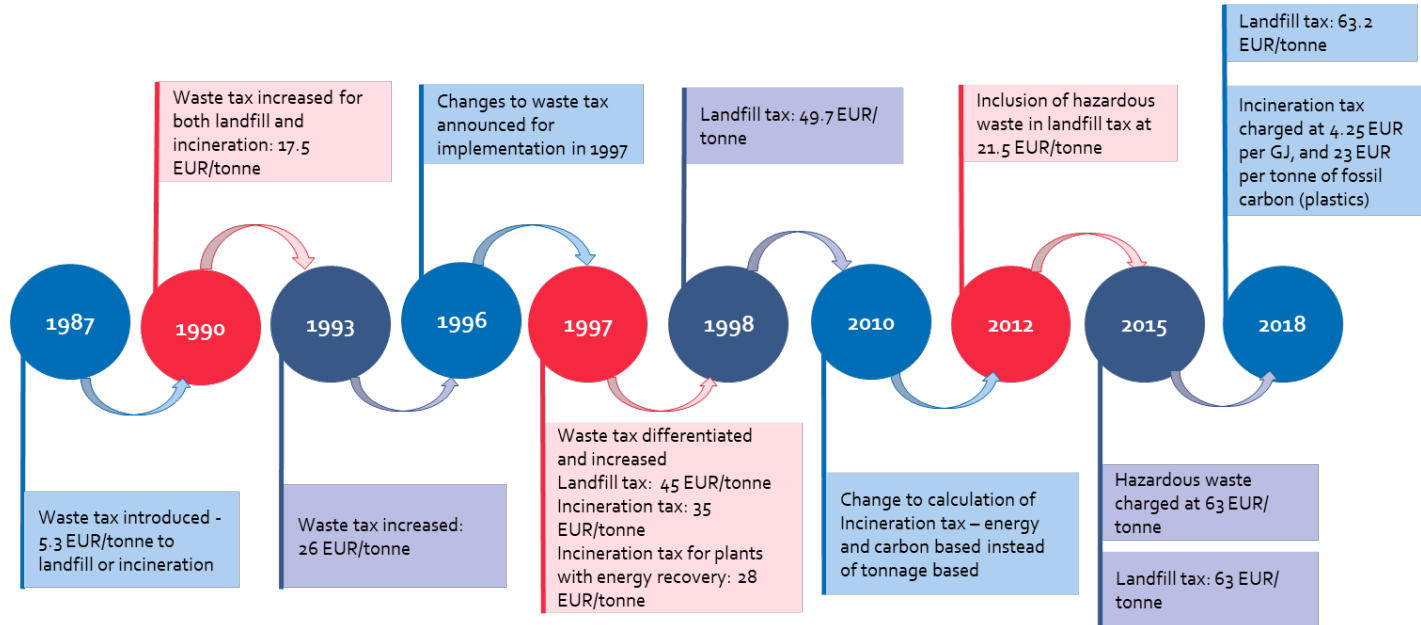 1987
Waste tax introduced -
5.3 EUR/tonne to
landfill or incineration
Waste tax increased for
both landfill and
incineration: 17.5
EUR/tonne
1990
1993
Waste tax increased:
26 EUR/tonne
Changes to waste tax
announced for
implementation in 1997
1996
1997
Waste tax differentiated
and increased
Landfill tax: 45 EUR/tonne
Incineration tax: 35
EUR/tonne
Incineration tax for plants
with energy recovery: 28
EUR/tonne
Landfill tax: 49.7 EUR/
tonne
1998
2010
Change to calculation of
Incineration tax – energy
and carbon based instead
of tonnage based
Inclusion of hazardous
waste in landfill tax at
21.5 EUR/tonne
2012
2015
Hazardous waste
charged at 63 EUR/
tonne
Landfill tax: 63 EUR/
tonne
Landfill tax: 63.2
EUR/tonne
Incineration tax
charged at 4.25 EUR
per GJ, and 23 EUR
per tonne of fossil
carbon (plastics)
2018